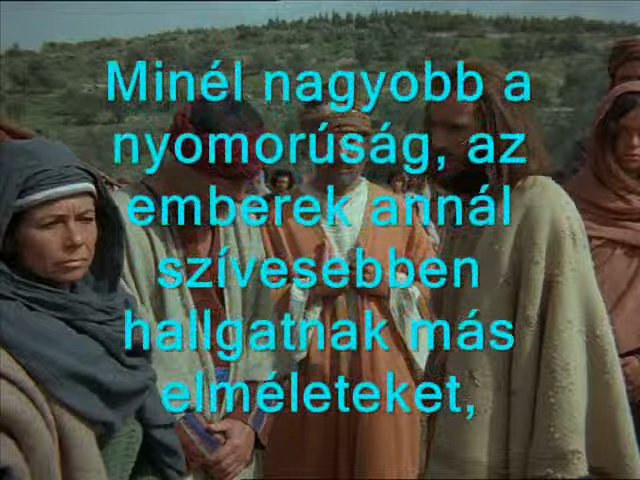 Minél nagyobb a
nyomorúság, az
emberek annál
szívesebben
hallgatnak más
elméleteket,